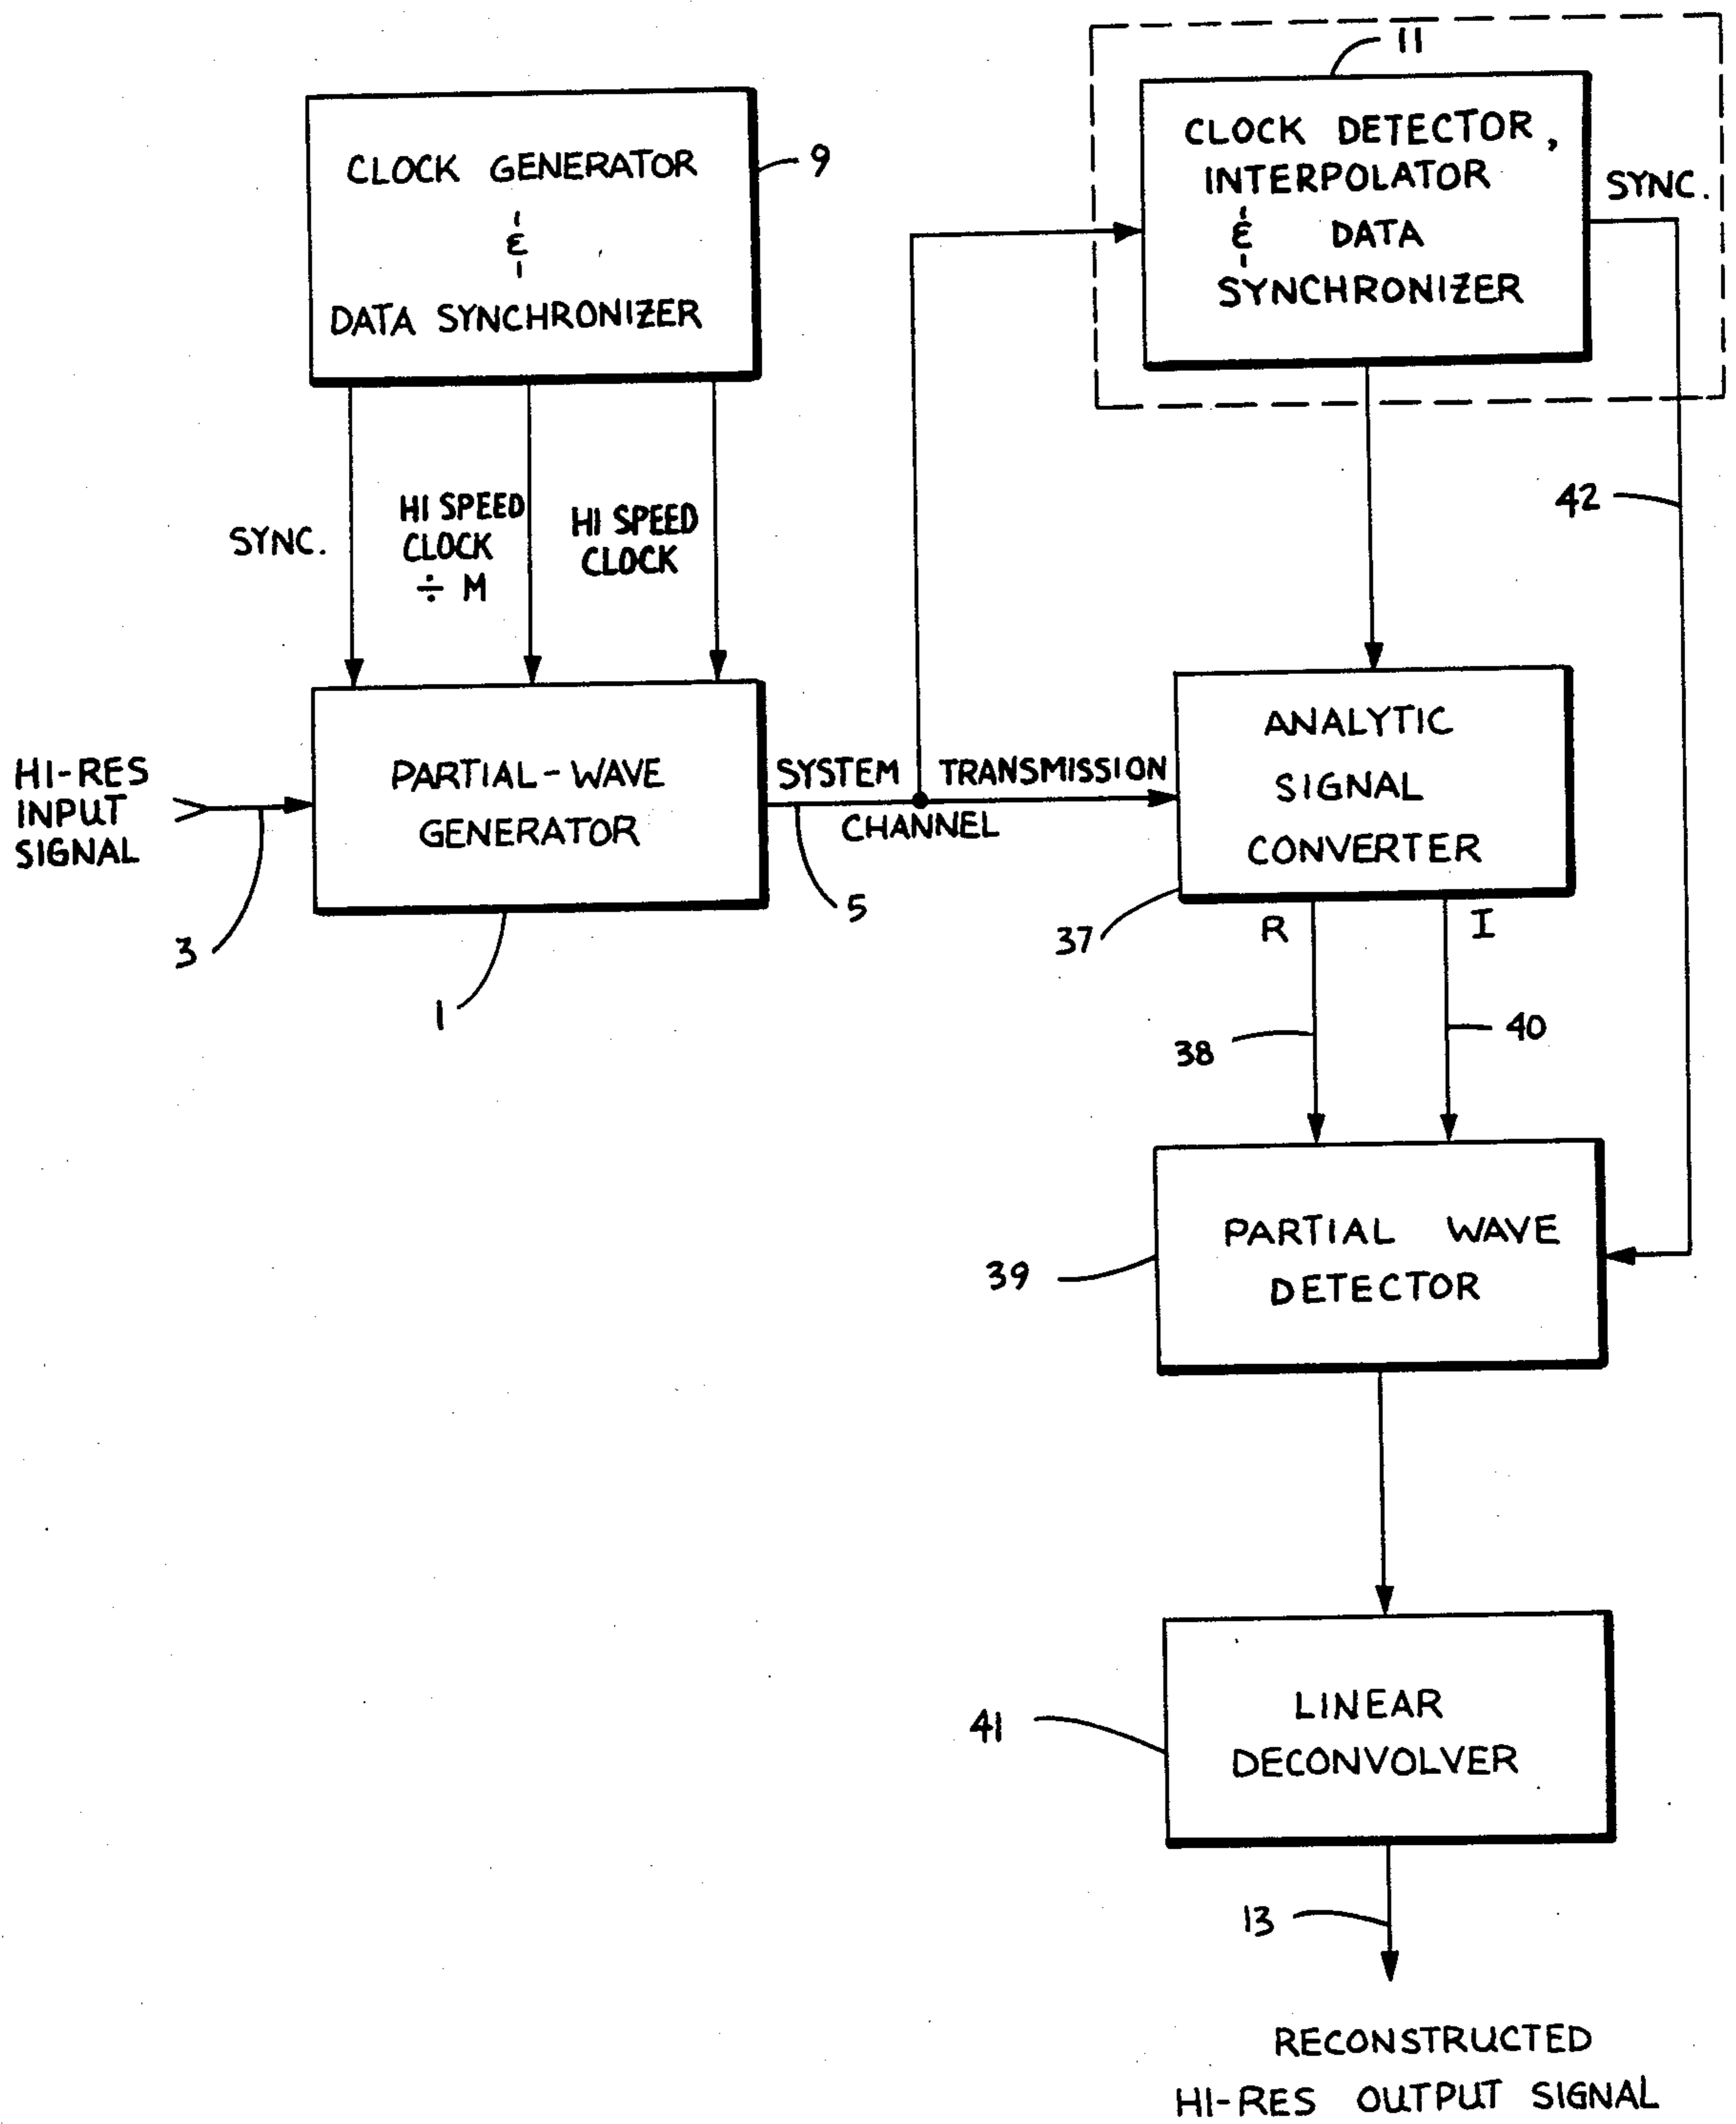 11
CLOCK GENERATOR
&
DATA SYNCHRONIZER
9
CLOCK DETECTOR,
INTERPOLATOR
& DATA
SYNCHRONIZER
SYNC.
SYNC.
HI SPEED
CLOCK
÷ M
HI SPEED
CLOCK
42
HI-RES
INPUT
SIGNAL
3
PARTIAL-WAVE
GENERATOR
1
SYSTEM TRANSMISSION
CHANNEL
5
ANALYTIC
SIGNAL
CONVERTER
37
R
I
38
40
PARTIAL WAVE
DETECTOR
39
LINEAR
DECONVOLVER
41
13
RECONSTRUCTED
HI-RES OUTPUT SIGNAL